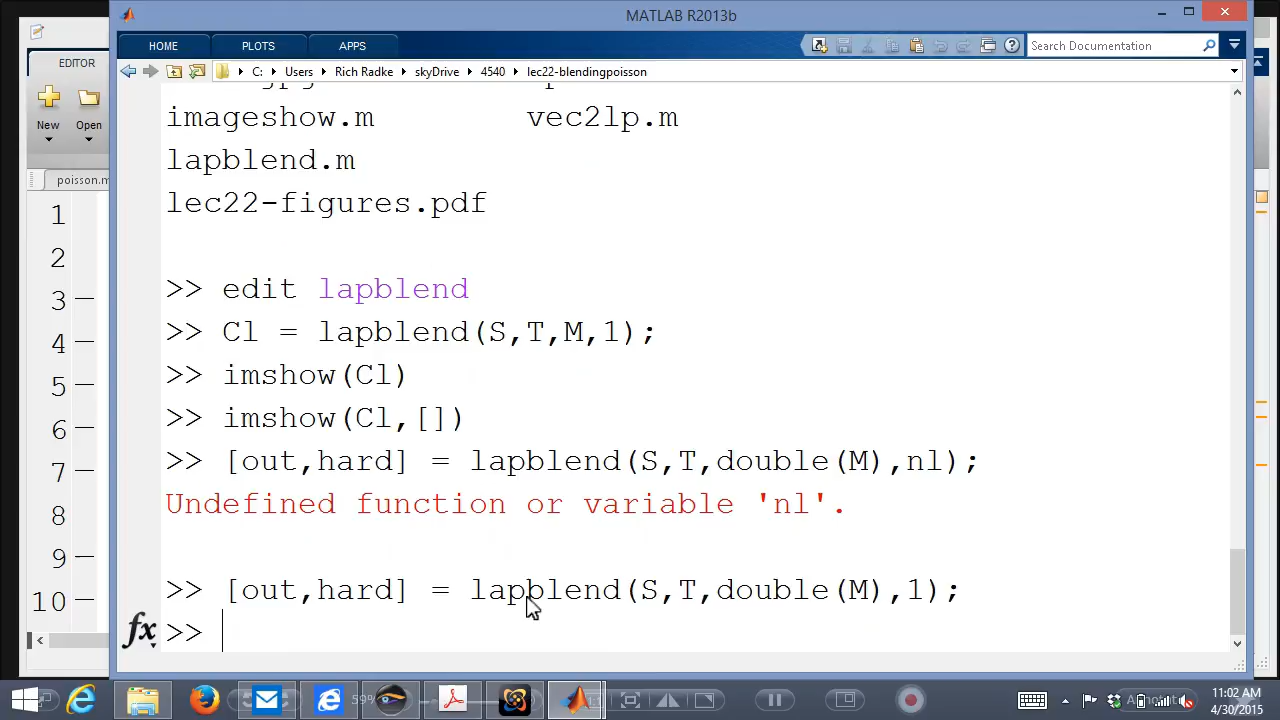 MATLAB R2013b
HOME PLOTS APPS Search Documentation
EDITOR
C: Users Rich Radke skyDrive 4540 lec22-blendingpoisson
New Open
poisson.m
imageshow.m vec2lp.m
lapblend.m
lec22-figures.pdf
>> edit lapblend
>> Cl = lapblend(S,T,M,1);
>> imshow(Cl)
>> imshow(Cl,[])
>> [out,hard] = lapblend(S,T,double(M),nl);
Undefined function or variable 'nl'.
>> [out,hard] = lapblend(S,T,double(M),1);
fx >>
1
2
3
4
5
6
7
8
9
10
59%
11:02 AM
4/30/2015